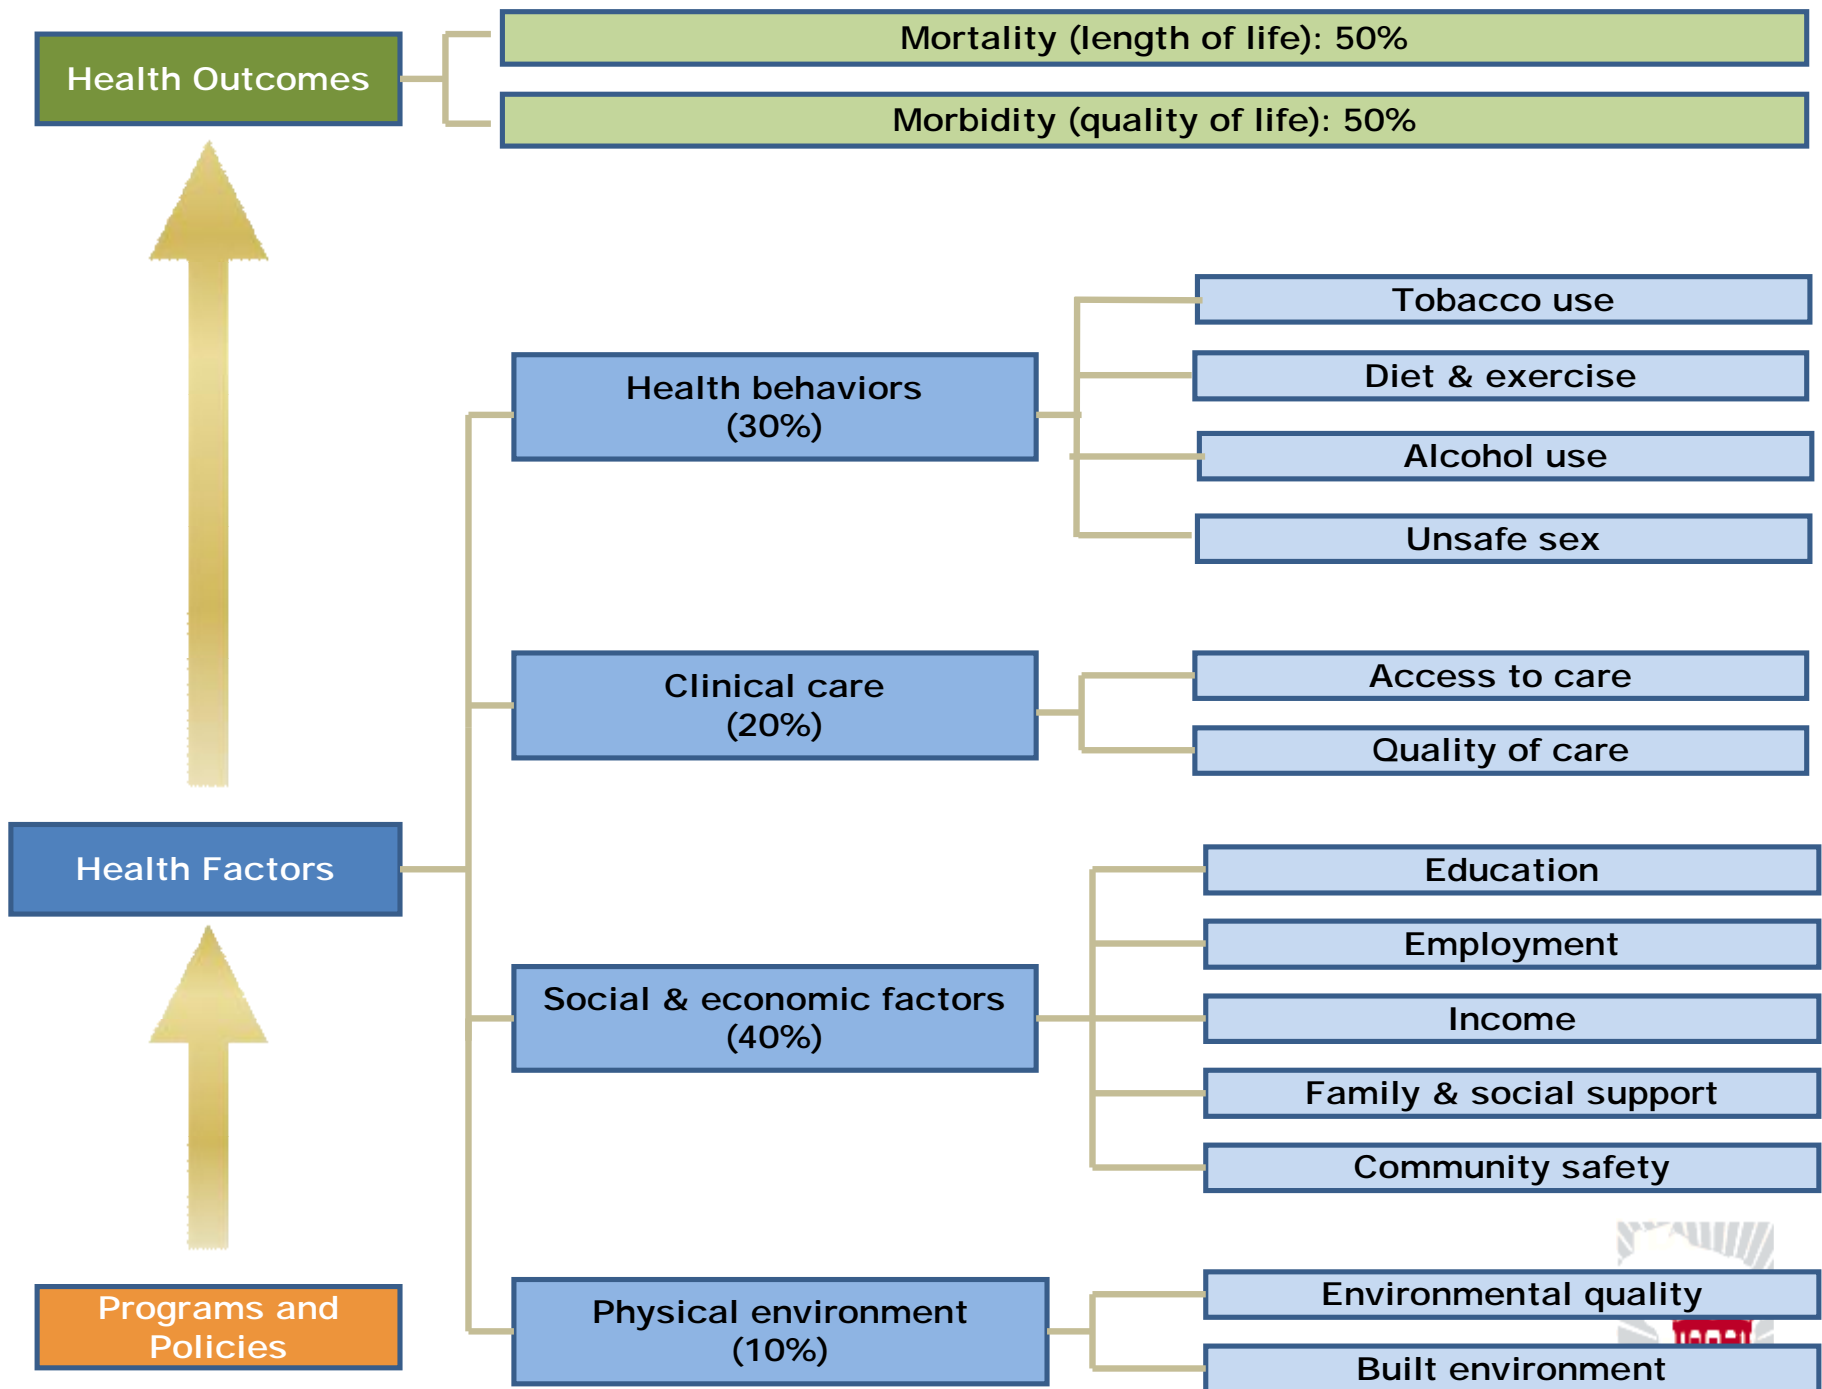 Health Outcomes
Mortality (length of life): 50%
Morbidity (quality of life): 50%
Health behaviors
(30%)
Tobacco use
Diet & exercise
Alcohol use
Unsafe sex
Clinical care
(20%)
Access to care
Quality of care
Health Factors
Social & economic factors
(40%)
Education
Employment
Income
Family & social support
Community safety
Programs and
Policies
Physical environment
(10%)
Environmental quality
Built environment